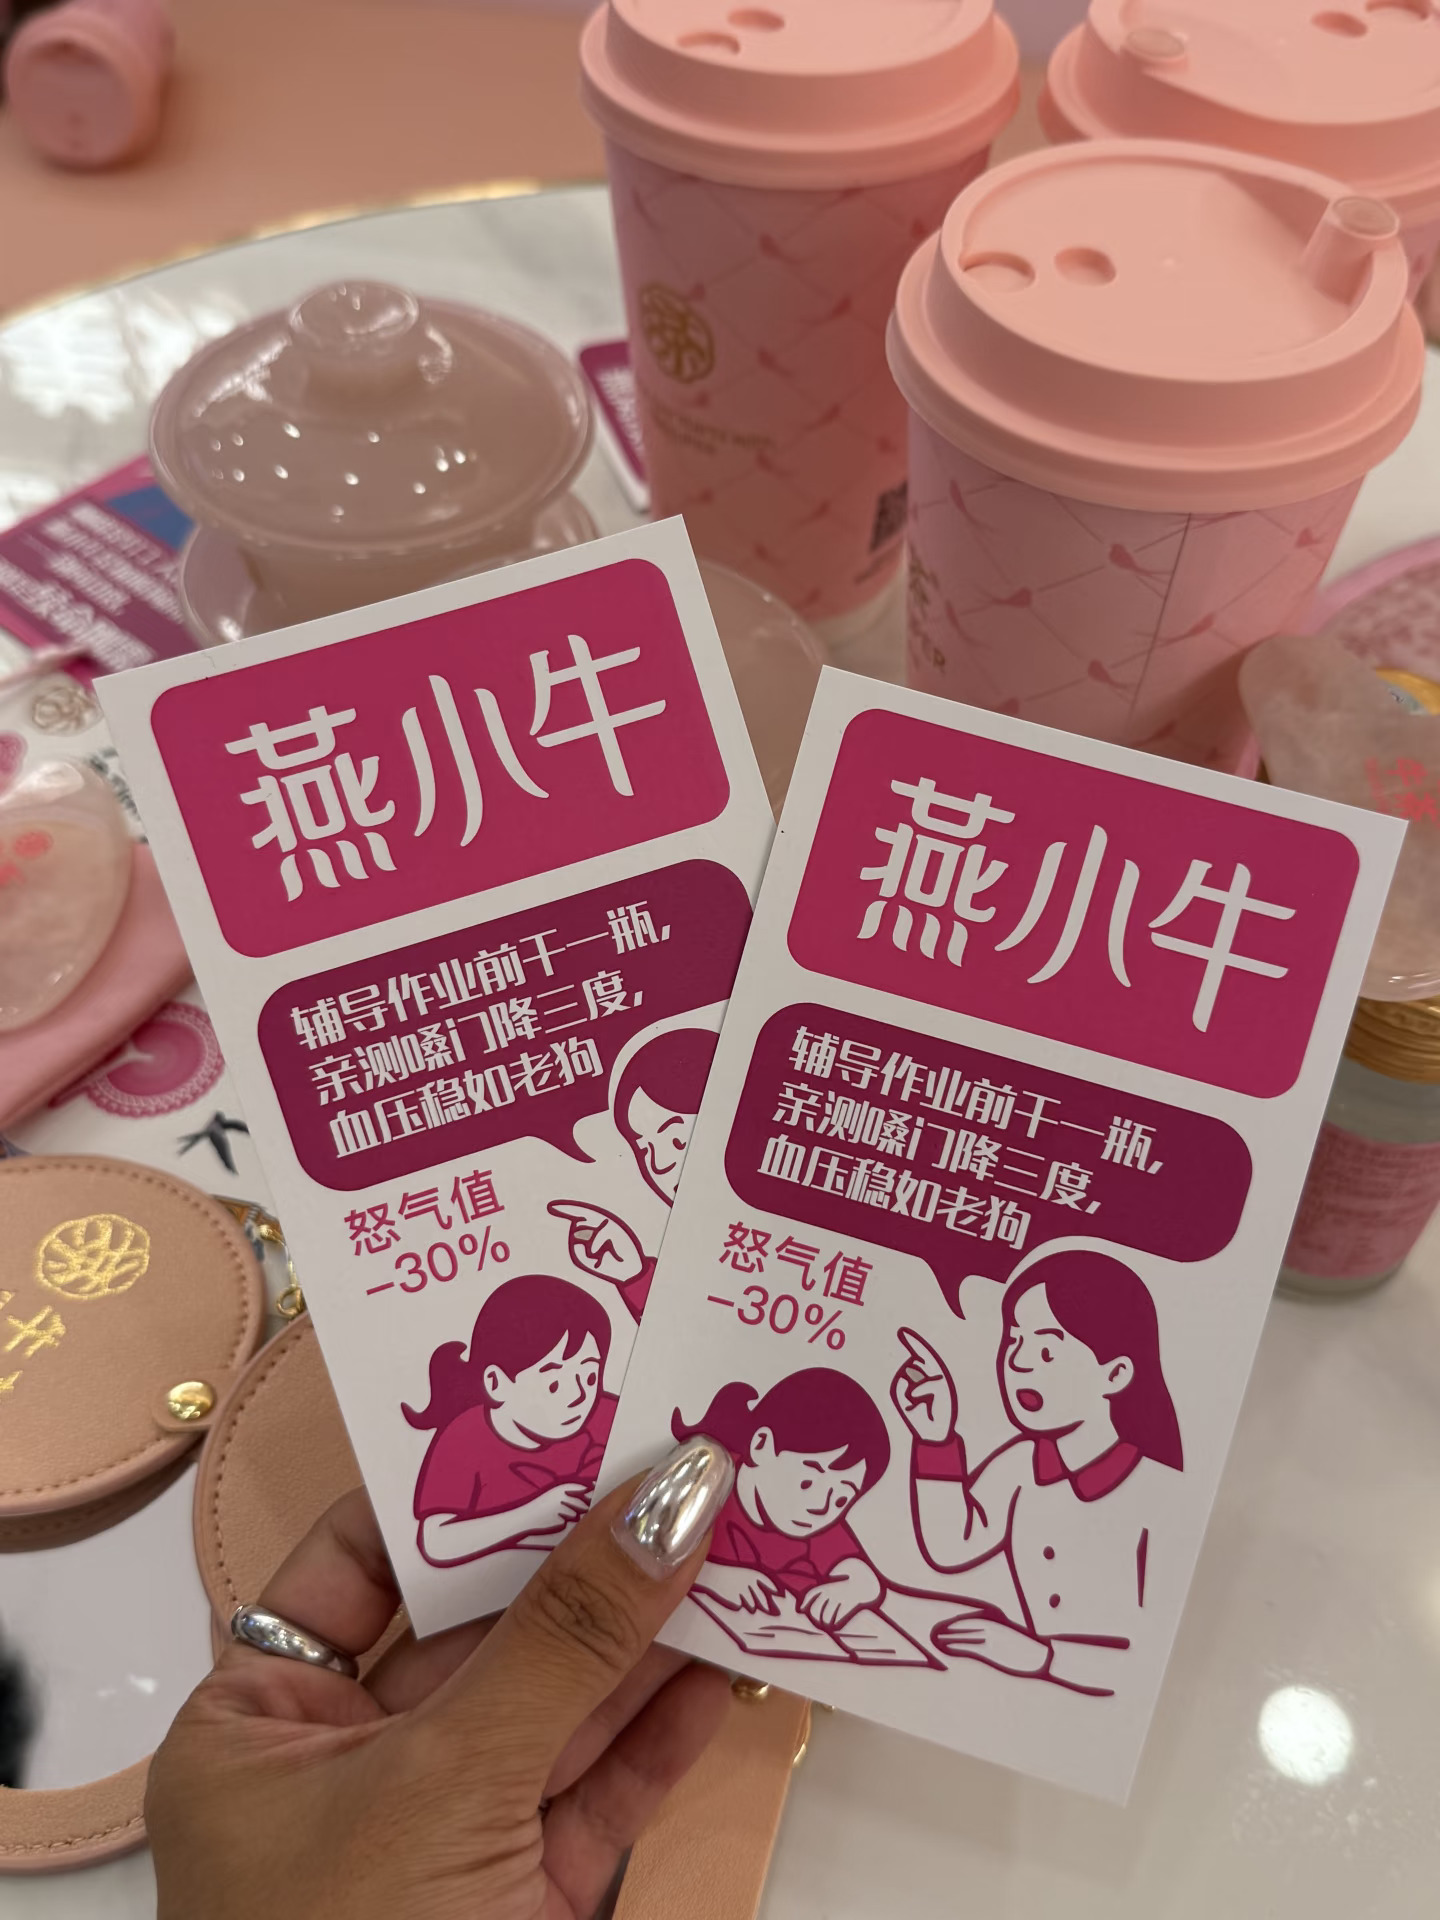 燕小牛
辅导作业前干一瓶,
亲测嗓门降三度,
血压稳如老狗
怒气值
-30%
燕小牛
辅导作业前干一瓶,
亲测嗓门降三度,
血压稳如老狗
怒气值
-30%